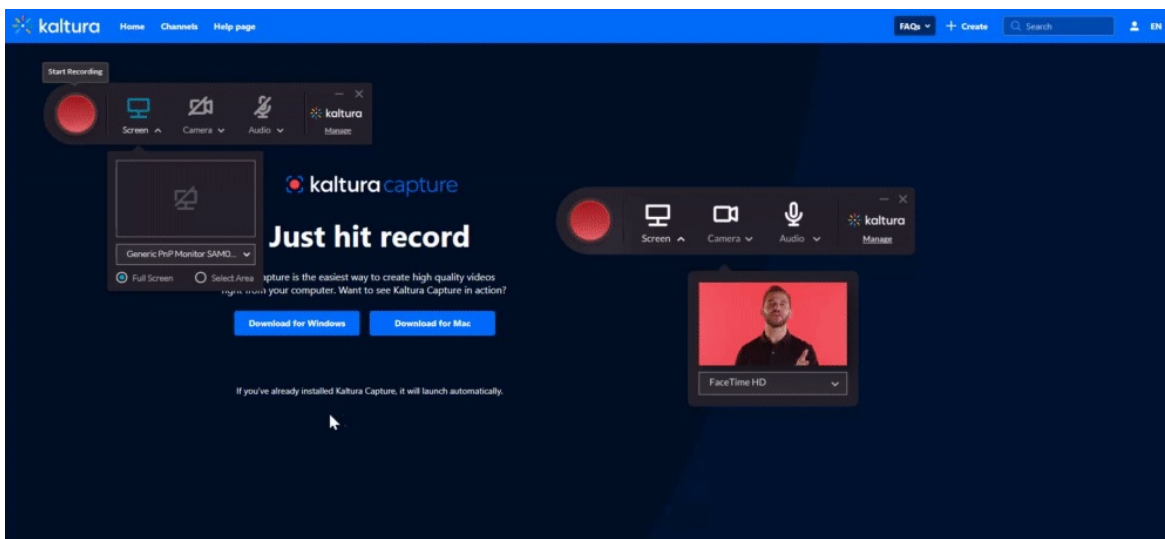 kaltura Home Channels Help page FAQs + Create Search EN
Start Recording
Screen Camera Audio
kaltura
Manage
Generic PnP Monitor SAMO...
Full Screen Select Area
kaltura capture
Just hit record
pture is the easiest way to create high quality videos
from your computer. Want to see Kaltura Capture in action?
Download for Windows Download for Mac
If you've already installed Kaltura Capture, it will launch automatically.
Screen Camera Audio
kaltura
Manage
FaceTime HD